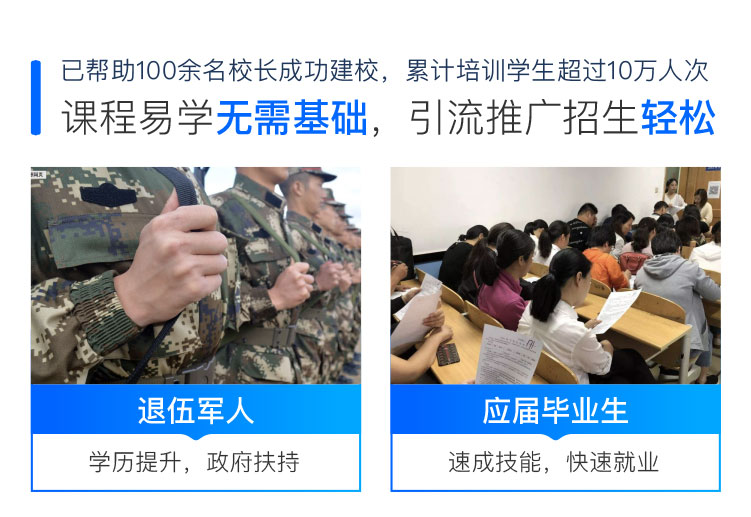 已帮助100余名校长成功建校，累计培训学生超过10万人次
课程易学无需基础，引流推广招生轻松
退伍军人
应届毕业生
学历提升，政府扶持
速成技能，快速就业